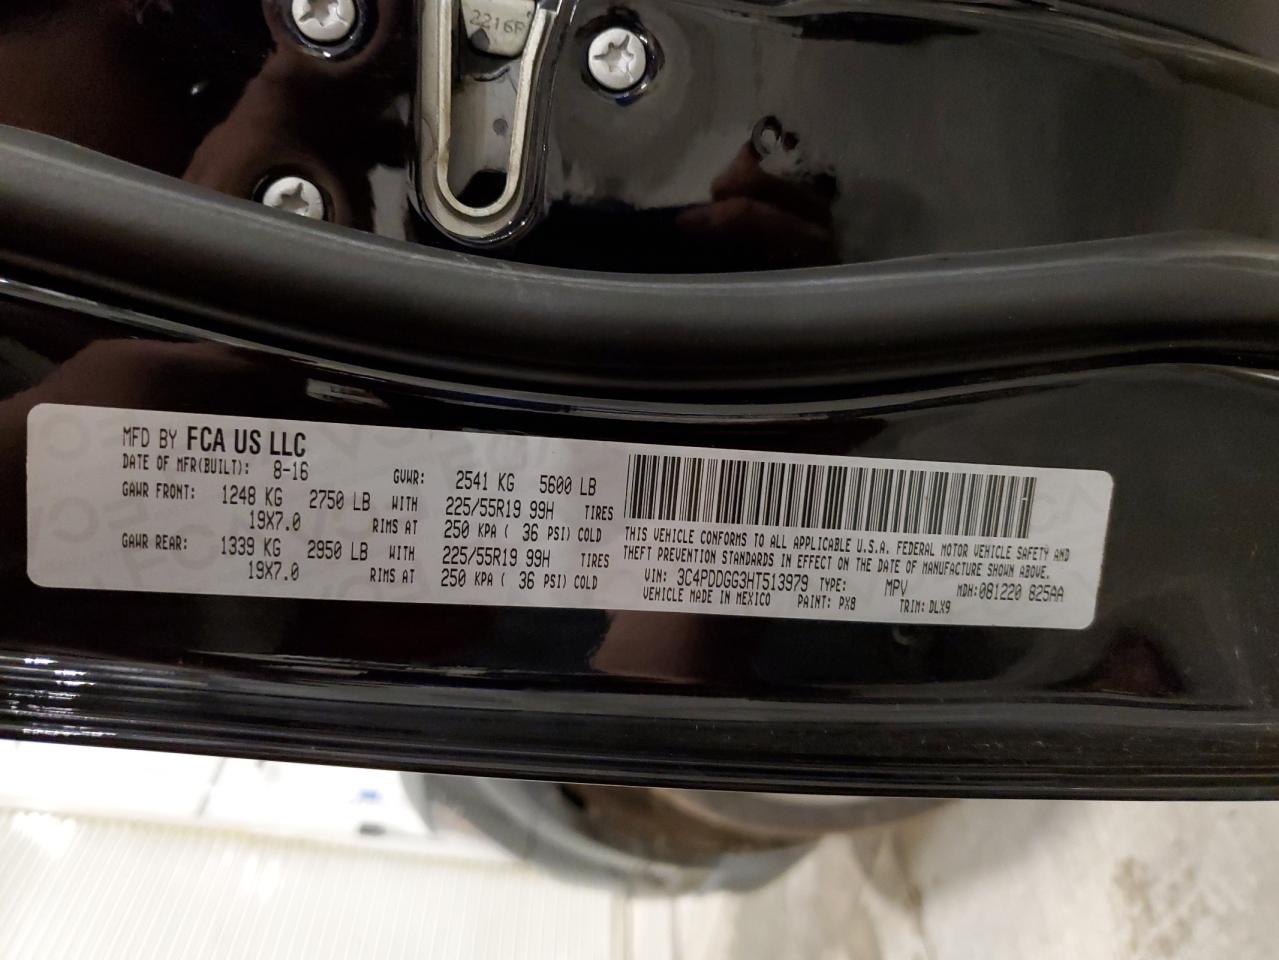 2216F
MFD BY FCA US LLC
DATE OF MFR(BUILT): 8-16 GVWR: 2541 KG 5600 LB
GAWR FRONT: 1248 KG 2750 LB WITH 225/55R19 99H TIRES
19X7.0 RIMS AT 250 KPA ( 36 PSI) COLD
GAWR REAR: 1339 KG 2950 LB WITH 225/55R19 99H TIRES
19X7.0 RIMS AT 250 KPA ( 36 PSI) COLD
THIS VEHICLE CONFORMS TO ALL APPLICABLE U.S.A. FEDERAL MOTOR VEHICLE SAFETY AND
THEFT PREVENTION STANDARDS IN EFFECT ON THE DATE OF MANUFACTURE SHOWN ABOVE.
VIN: 3C4PDDGG3HT513979 TYPE: MPV MDH:081220 825AA
VEHICLE MADE IN MEXICO PAINT: PX8 TRIM: DLX9